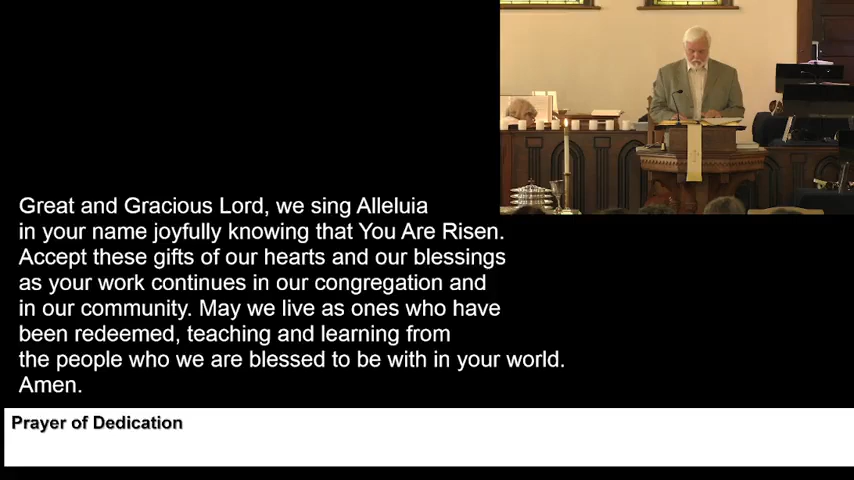 Great and Gracious Lord, we sing Alleluia
in your name joyfully knowing that You Are Risen.
Accept these gifts of our hearts and our blessings
as your work continues in our congregation and
in our community. May we live as ones who have
been redeemed, teaching and learning from
the people who we are blessed to be with in your world.
Amen.
Prayer of Dedication